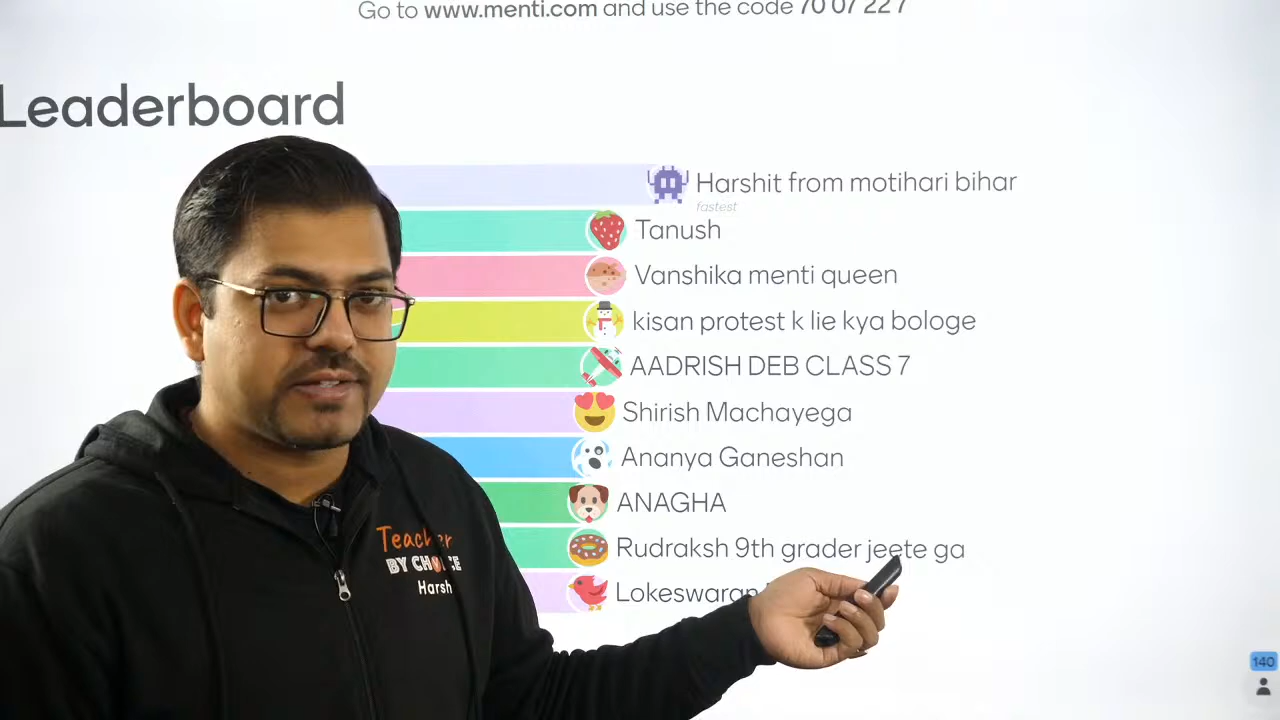 Go to www.menti.com and use the code 70 07 22 7
Leaderboard
Harshit from motihari bihar
fastest
Tanush
Vanshika menti queen
kisan protest k lie kya bologe
AADRISH DEB CLASS 7
Shirish Machayega
Ananya Ganeshan
ANAGHA
Rudraksh 9th grader jeete ga
Lokeswaran
Teacher
BY CHOICE
Harsh
140